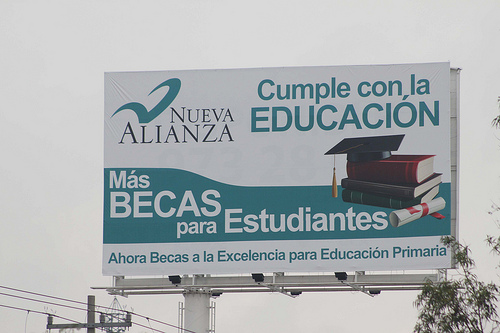 NUEVA
ALIANZA
Cumple con la
EDUCACIÓN
Más
BECAS
para Estudiantes
Ahora Becas a la Excelencia para Educación Primaria